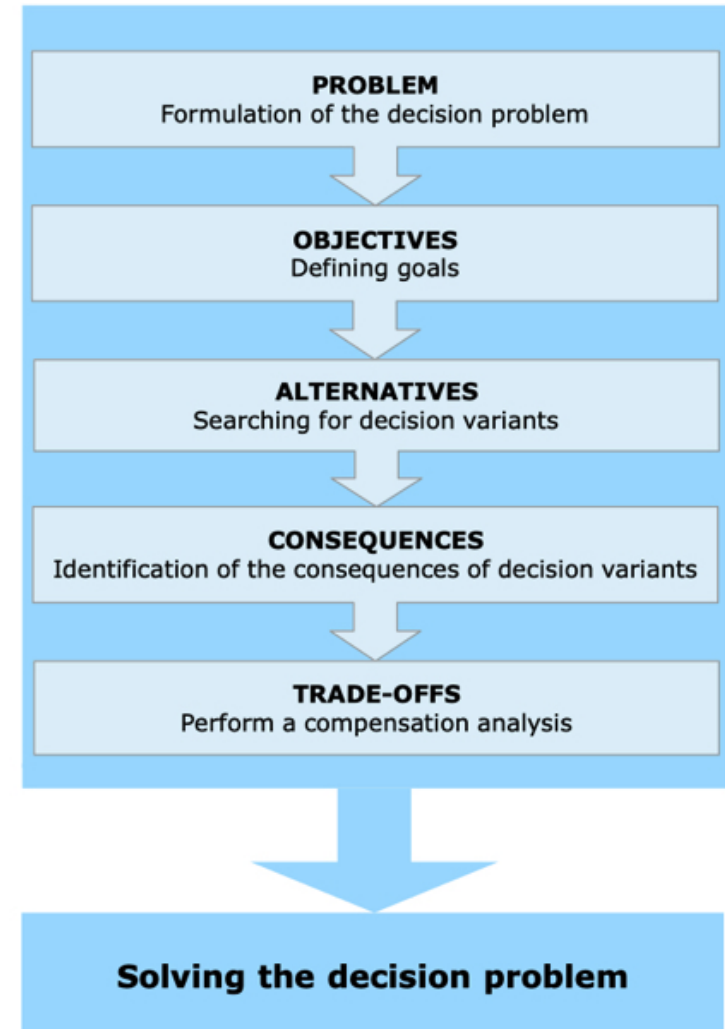 PROBLEM
Formulation of the decision problem
OBJECTIVES
Defining goals
ALTERNATIVES
Searching for decision variants
CONSEQUENCES
Identification of the consequences of decision variants
TRADE-OFFS
Perform a compensation analysis
Solving the decision problem